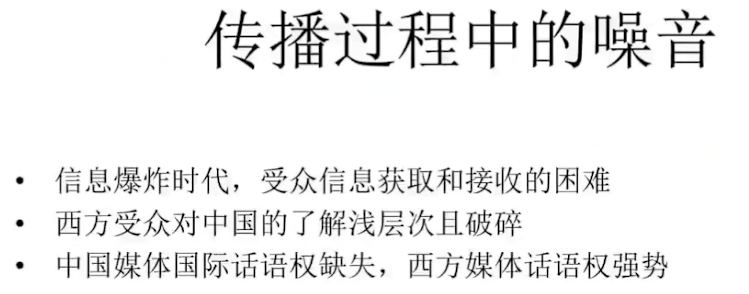 传播过程中的噪音
• 信息爆炸时代，受众信息获取和接收的困难
• 西方受众对中国的了解浅层次且破碎
• 中国媒体国际话语权缺失，西方媒体话语权强势